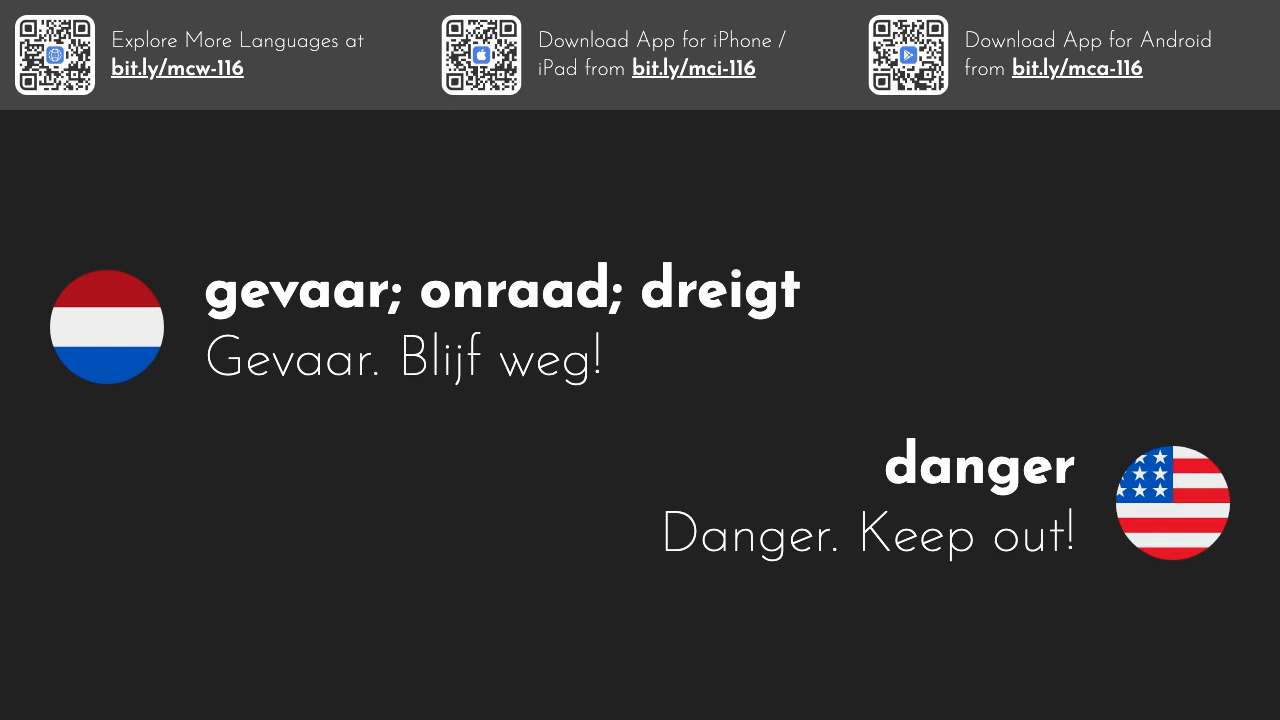 Explore More Languages at
bit.ly/mcw-116
Download App for iPhone /
iPad from bit.ly/mci-116
Download App for Android
from bit.ly/mca-116
gevaar; onraad; dreigt
Gevaar. Blijf weg!
danger
Danger. Keep out!